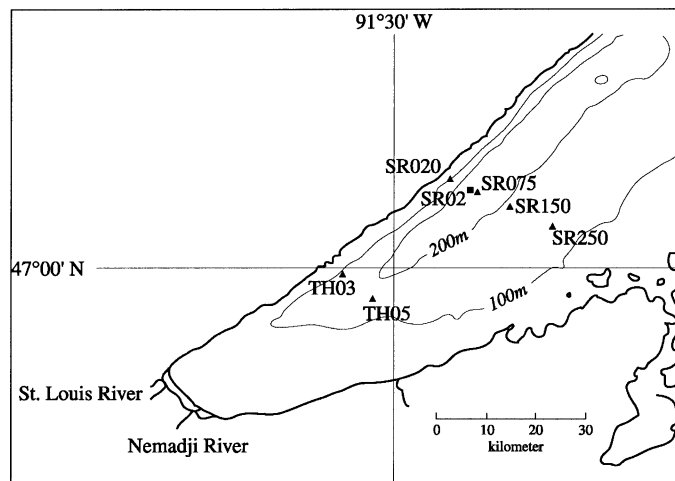 91°30' W
SR020
SR02
SR075
SR150
SR250
200m
47°00' N
100m
TH03
TH05
St. Louis River
Nemadji River
0 10 20 30
kilometer